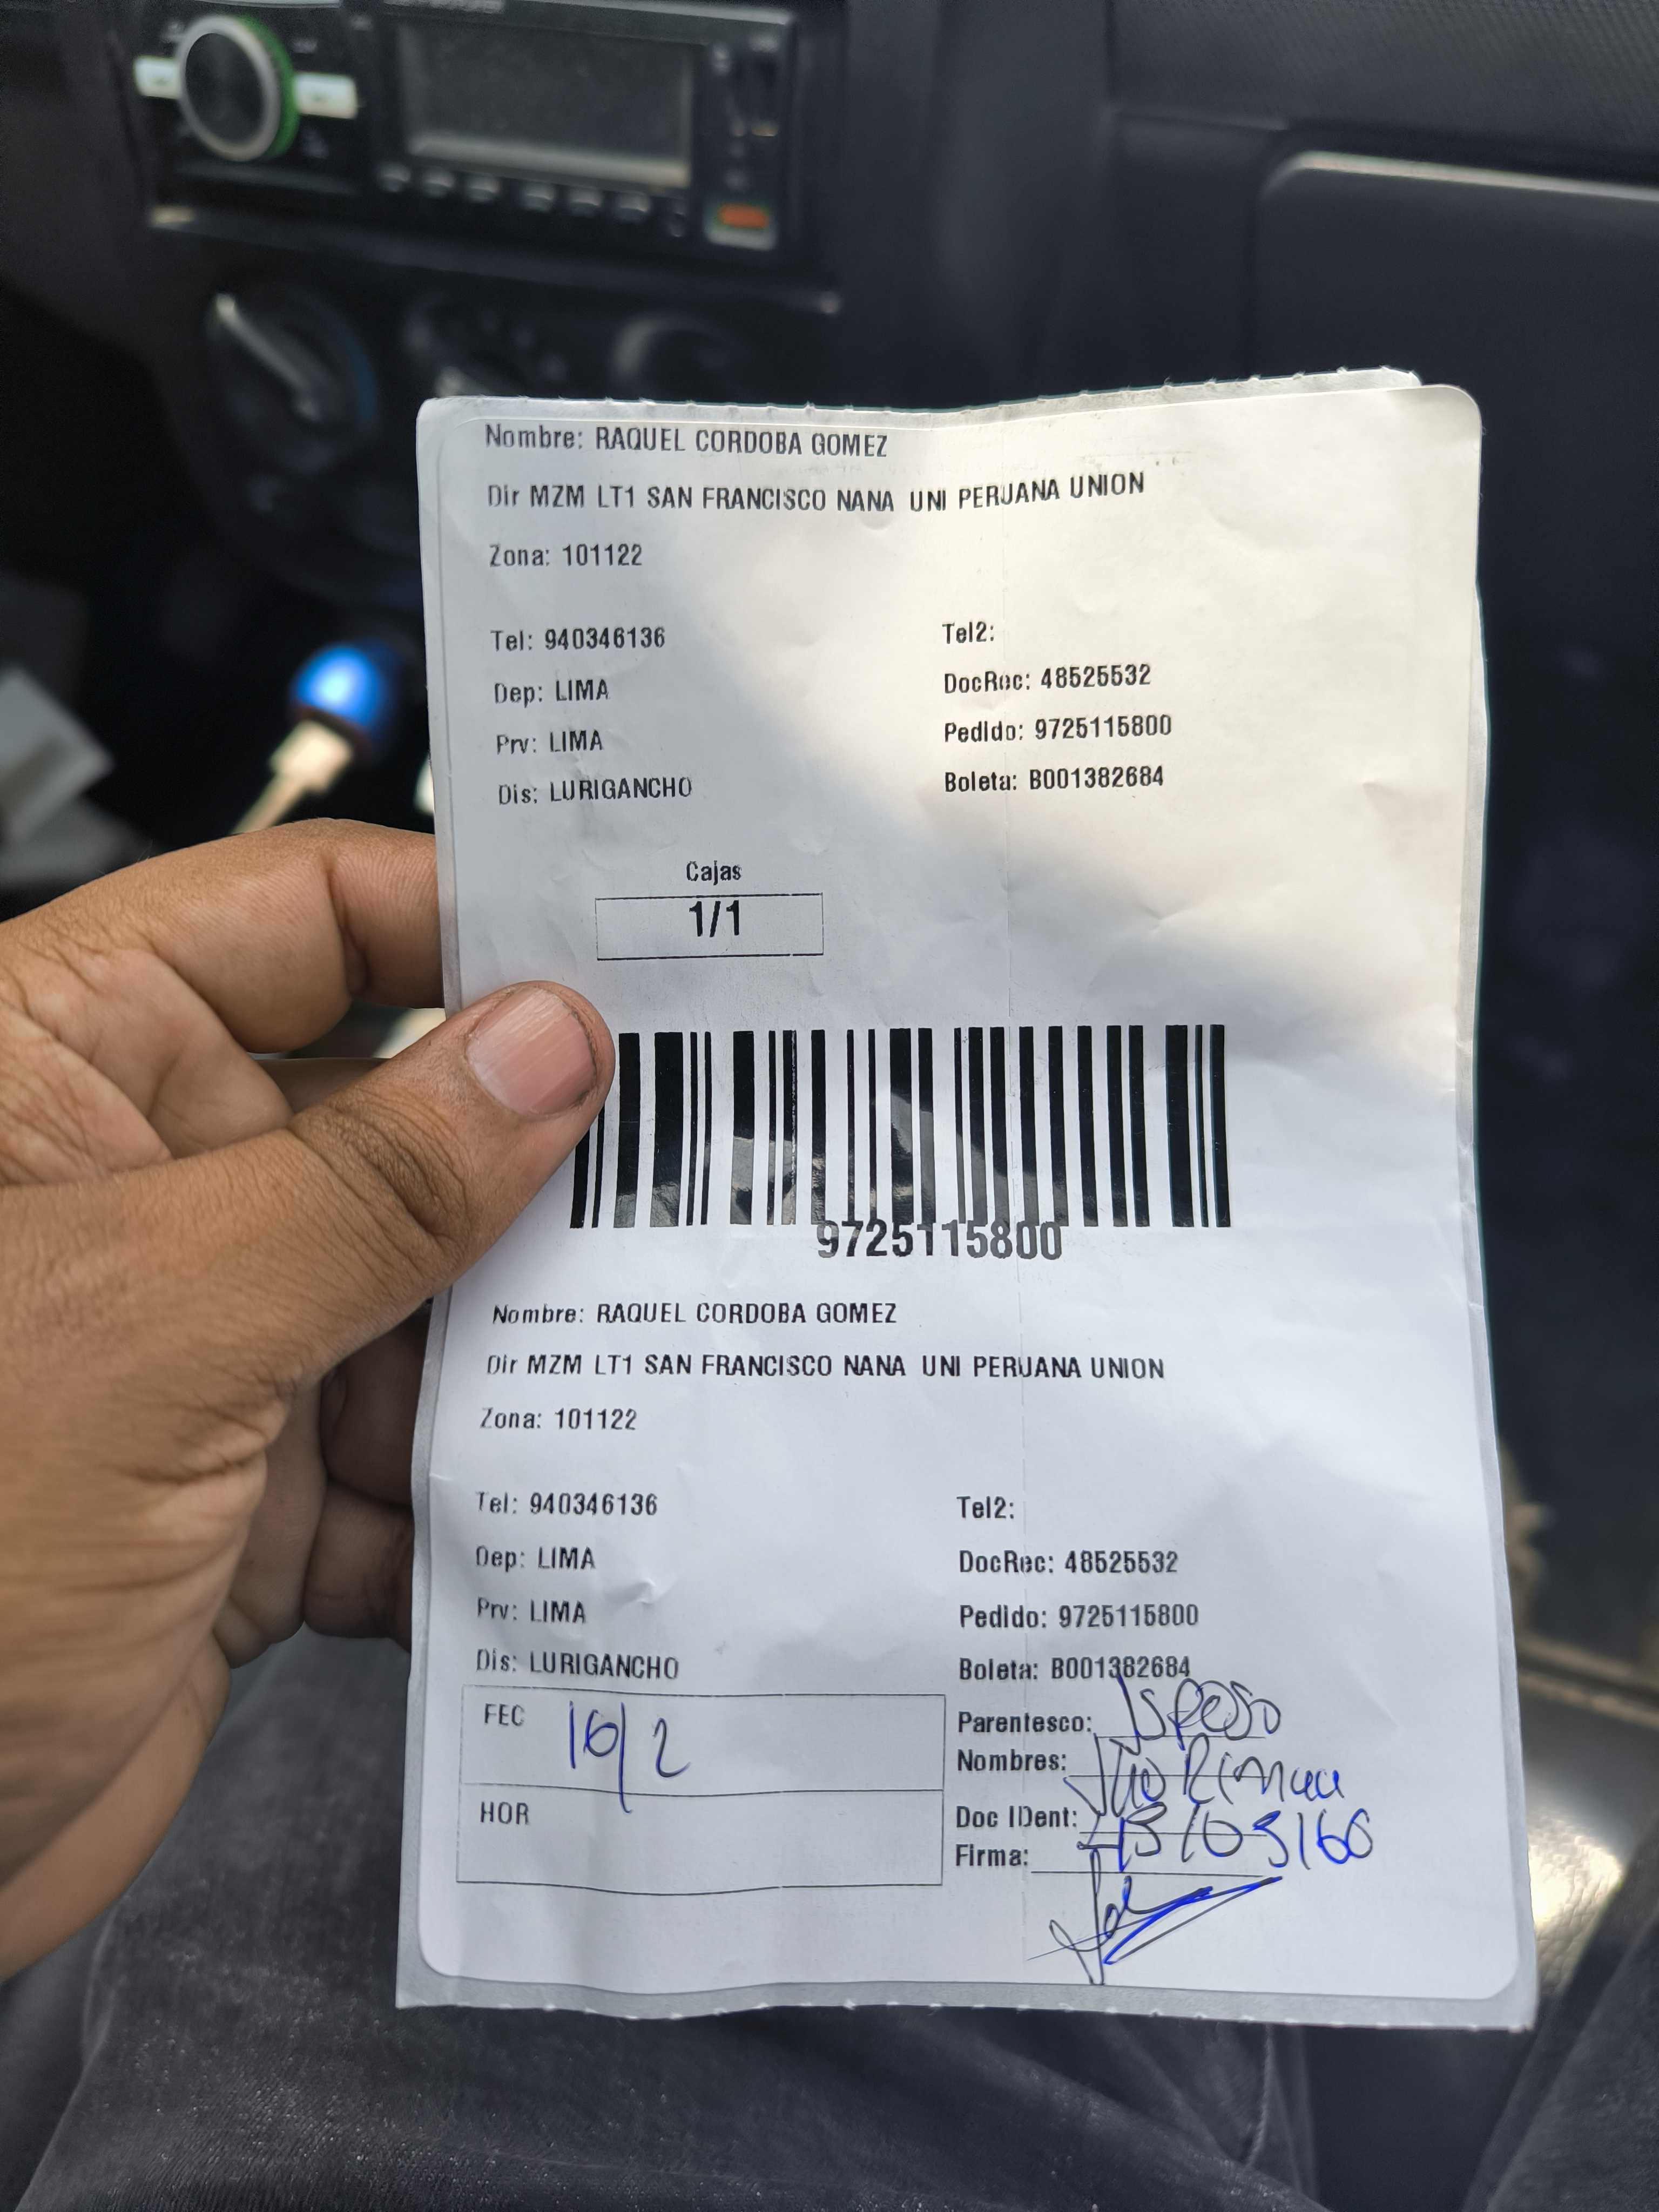 Nombre: RAQUEL CORDOBA GOMEZ
Dir MZM LT1 SAN FRANCISCO NANA UNI PERUANA UNION
Zona: 101122
Tel: 940346136 Tel2:
Dep: LIMA DocRec: 48525532
Prv: LIMA Pedido: 9725115800
Dis: LURIGANCHO Boleta: B001382684
Cajas
1/1
9725115800
Nombre: RAQUEL CORDOBA GOMEZ
Dir MZM LT1 SAN FRANCISCO NANA UNI PERUANA UNION
Zona: 101122
Tel: 940346136 Tel2:
Dep: LIMA DocRec: 48525532
Prv: LIMA Pedido: 9725115800
Dis: LURIGANCHO Boleta: B001382684
FEC 16/2
HOR
Parentesco: Esposo
Nombres:
Doc IDent:
Firma: